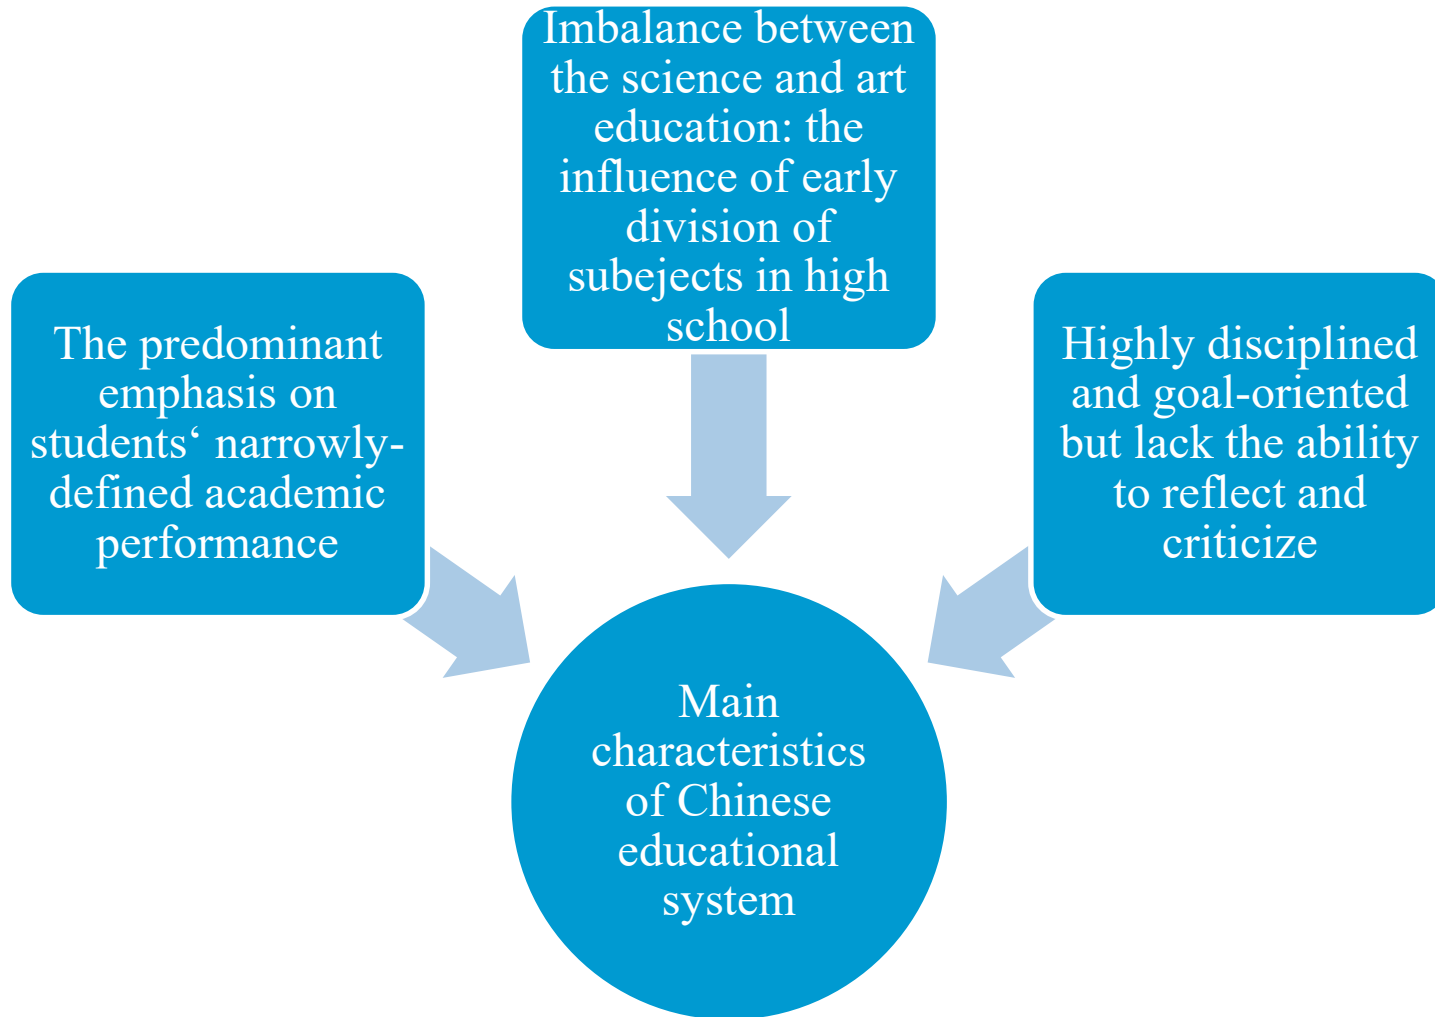 Imbalance between
the science and art
education: the
influence of early
division of
subejects in high
school
The predominant
emphasis on
students‘ narrowly-
defined academic
performance
Highly disciplined
and goal-oriented
but lack the ability
to reflect and
criticize
Main
characteristics
of Chinese
educational
system